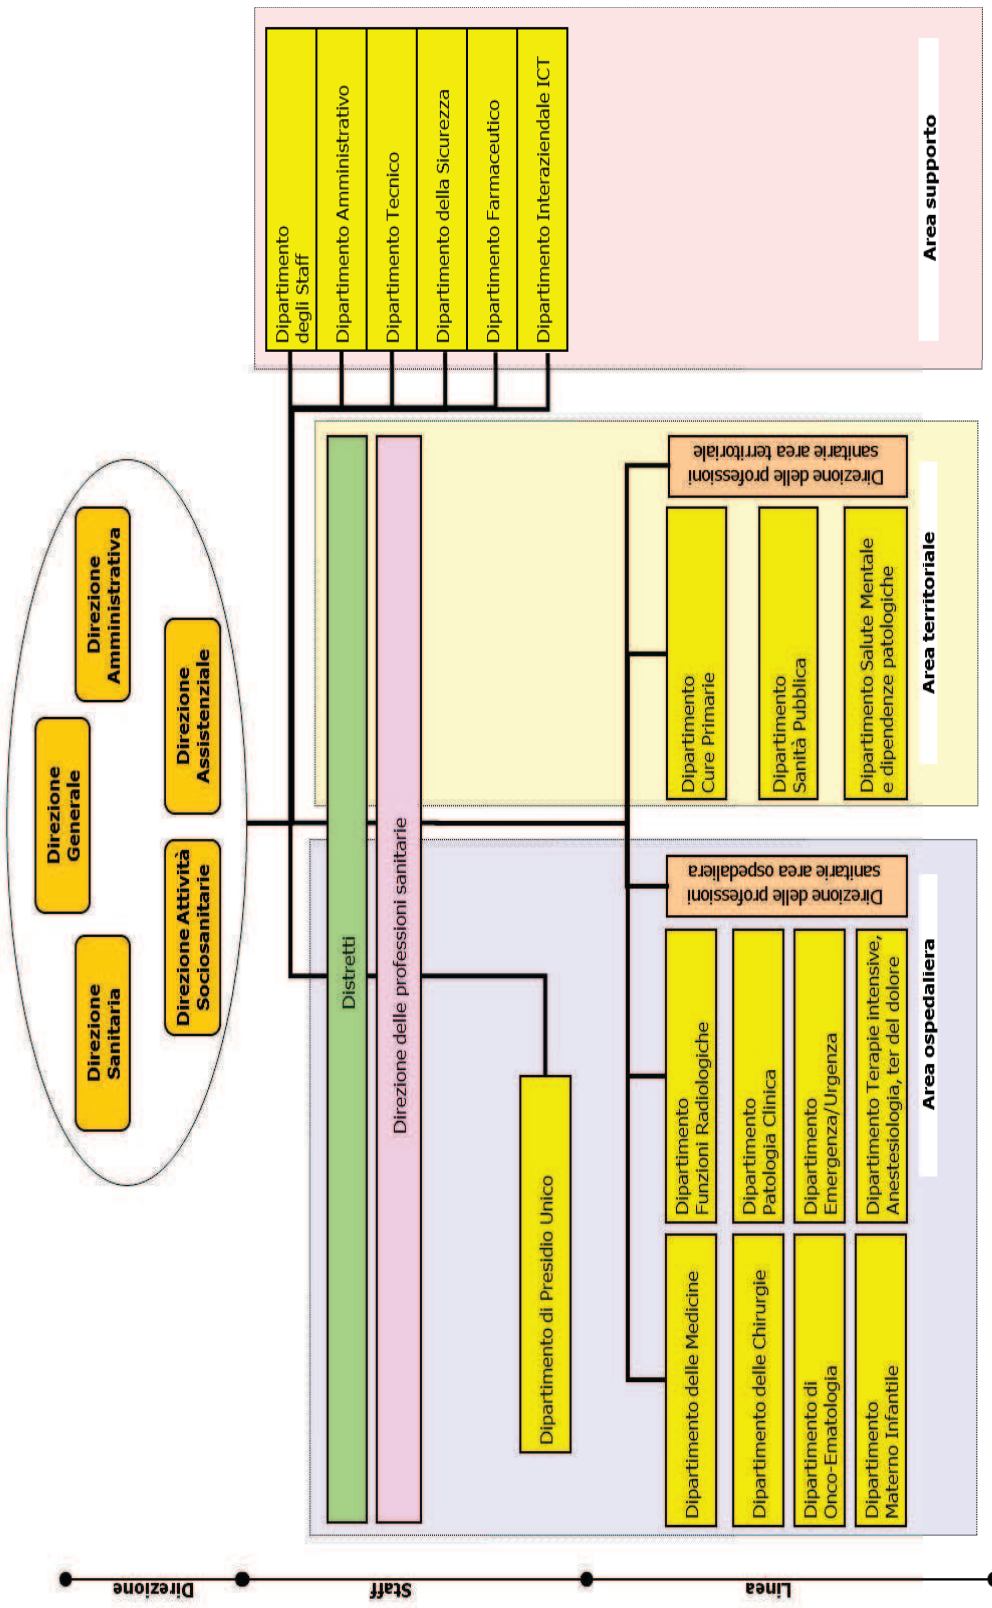 Direzione
Generale
Direzione
Sanitaria
Direzione
Amministrativa
Direzione Attività
Sociosanitarie
Direzione
Assistenziale
Direzione
Staff
Linea
Distretti
Direzione delle professioni sanitarie
Dipartimento di Presidio Unico
Dipartimento delle Medicine
Dipartimento delle Chirurgie
Dipartimento di
Onco-Ematologia
Dipartimento
Materno Infantile
Dipartimento
Funzioni Radiologiche
Dipartimento
Patologia Clinica
Dipartimento
Emergenza/Urgenza
Dipartimento Terapie intensive,
Anestesiologia, ter del dolore
Direzione delle professioni
sanitarie area ospedaliera
Area ospedaliera
Dipartimento
Cure Primarie
Dipartimento
Sanità Pubblica
Dipartimento Salute Mentale
e dipendenze patologiche
Direzione delle professioni
sanitarie area territoriale
Area territoriale
Dipartimento
degli Staff
Dipartimento Amministrativo
Dipartimento Tecnico
Dipartimento della Sicurezza
Dipartimento Farmaceutico
Dipartimento Interaziendale ICT
Area supporto